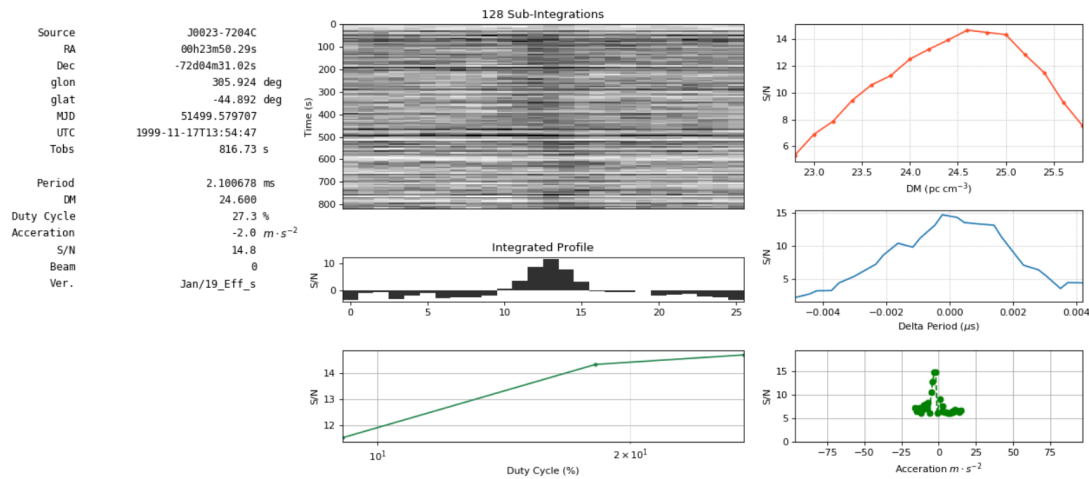 Source J0023-7204C
RA 00h23m50.29s
Dec -72d04m31.02s
glon 305.924 deg
glat -44.892 deg
MJD 51499.579707
UTC 1999-11-17T13:54:47
Tobs 816.73 s
Period 2.100678 ms
DM 24.600
Duty Cycle 27.3 %
Acceration -2.0 m·s⁻²
S/N 14.8
Beam 0
Ver. Jan/19_Eff_s
128 Sub-Integrations
Time (s)
0
100
200
300
400
500
600
700
800
Integrated Profile
S/N
10
0
0 5 10 15 20 25
S/N
14
13
12
10¹ 2 × 10¹
Duty Cycle (%)
S/N
14
12
10
8
6
23.0 23.5 24.0 24.5 25.0 25.5
DM (pc cm⁻³)
S/N
15
10
5
−0.004 −0.002 0.000 0.002 0.004
Delta Period (μs)
S/N
15
10
5
0
−75 −50 −25 0 25 50 75
Acceration m·s⁻²